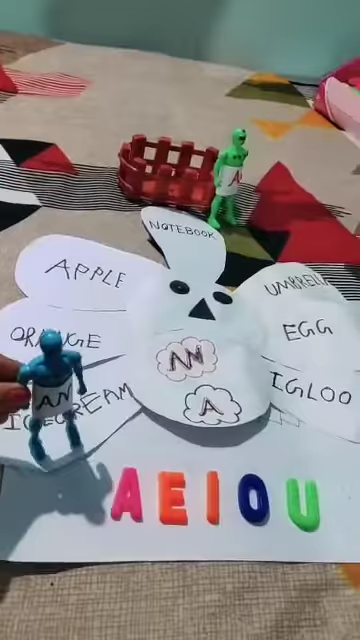 A
NOTEBOOK
APPLE
UMBRELLA
ORANGE
EGG
AN
AN
IGLOO
ICECREAM
A
AEIOU